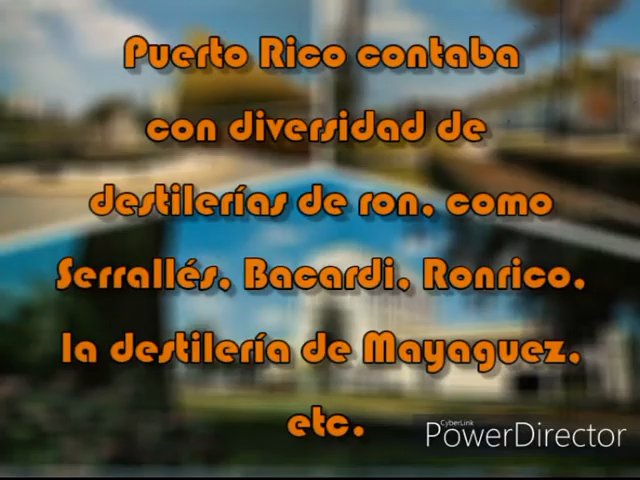 Puerto Rico contaba
con diversidad de
destilerías de ron, como
Serrallés, Bacardi, Ronrico,
la destilería de Mayaguez,
etc.
CyberLink
PowerDirector